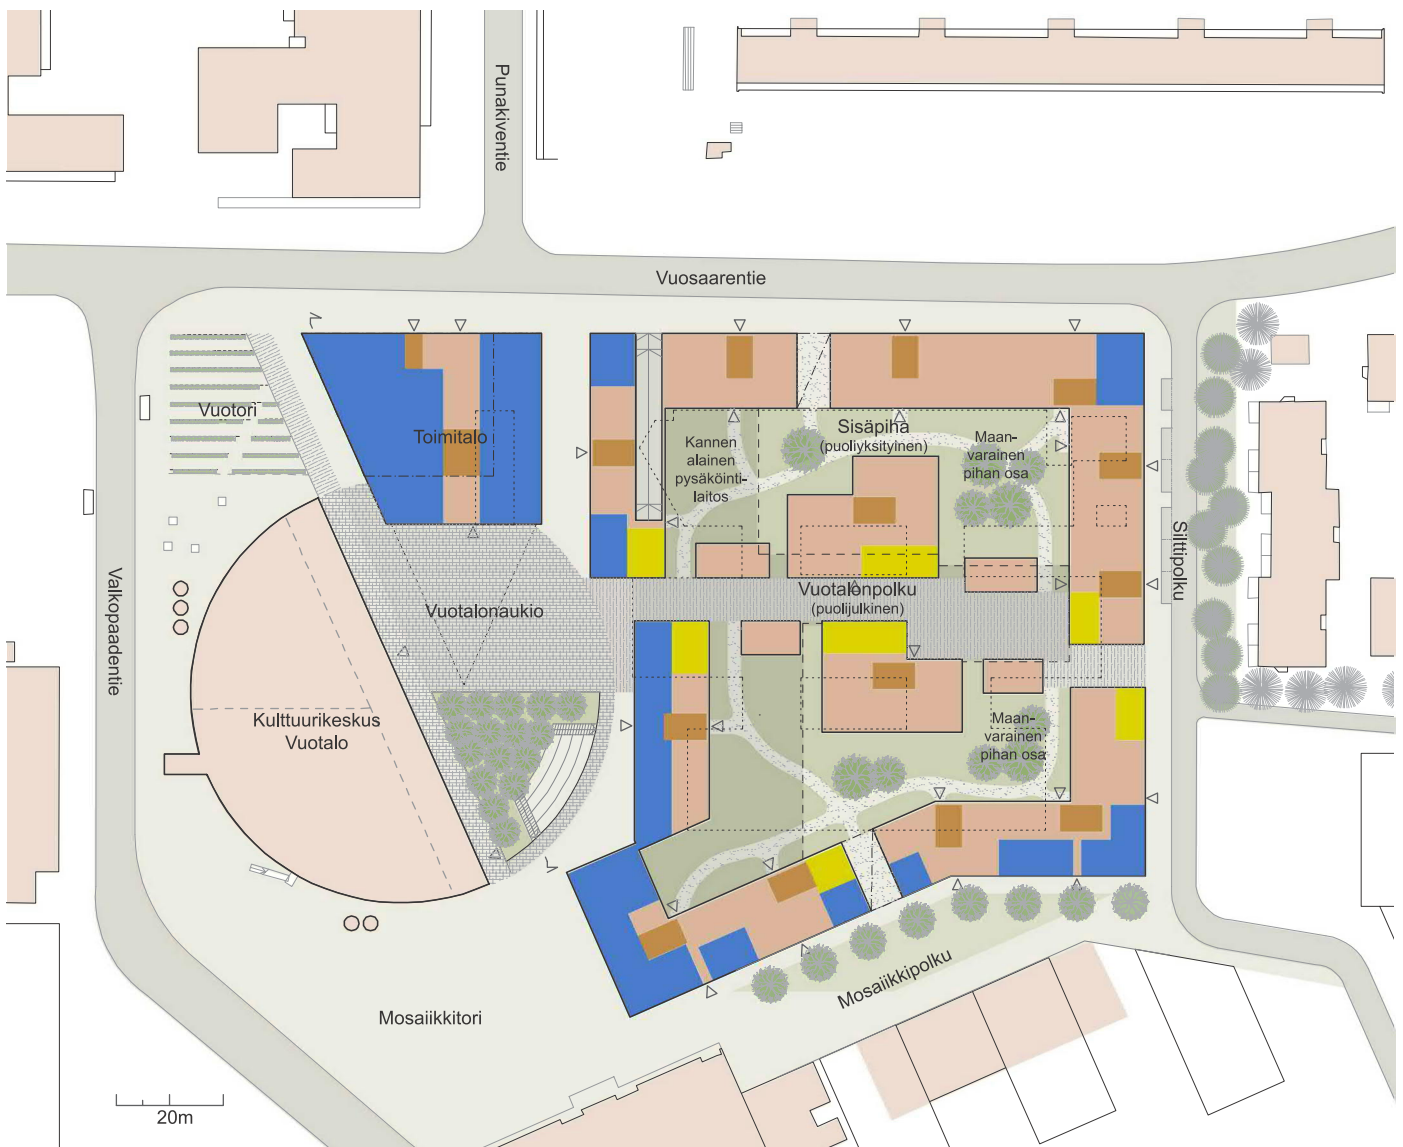 Punakiventie
Vuosaarentie
Vuotori
Toimitalo
Kannen
alainen
pysäköinti-
laitos
Sisäpiha
(puoliyksityinen)
Maan-
varainen
pihan osa
Silttipolku
Valkopaadentie
Vuotalonaukio
Vuotalonpolku
(puolijulkinen)
Kulttuurikeskus
Vuotalo
Maan-
varainen
pihan osa
Mosaiikkipolku
Mosaiikkitori
20m